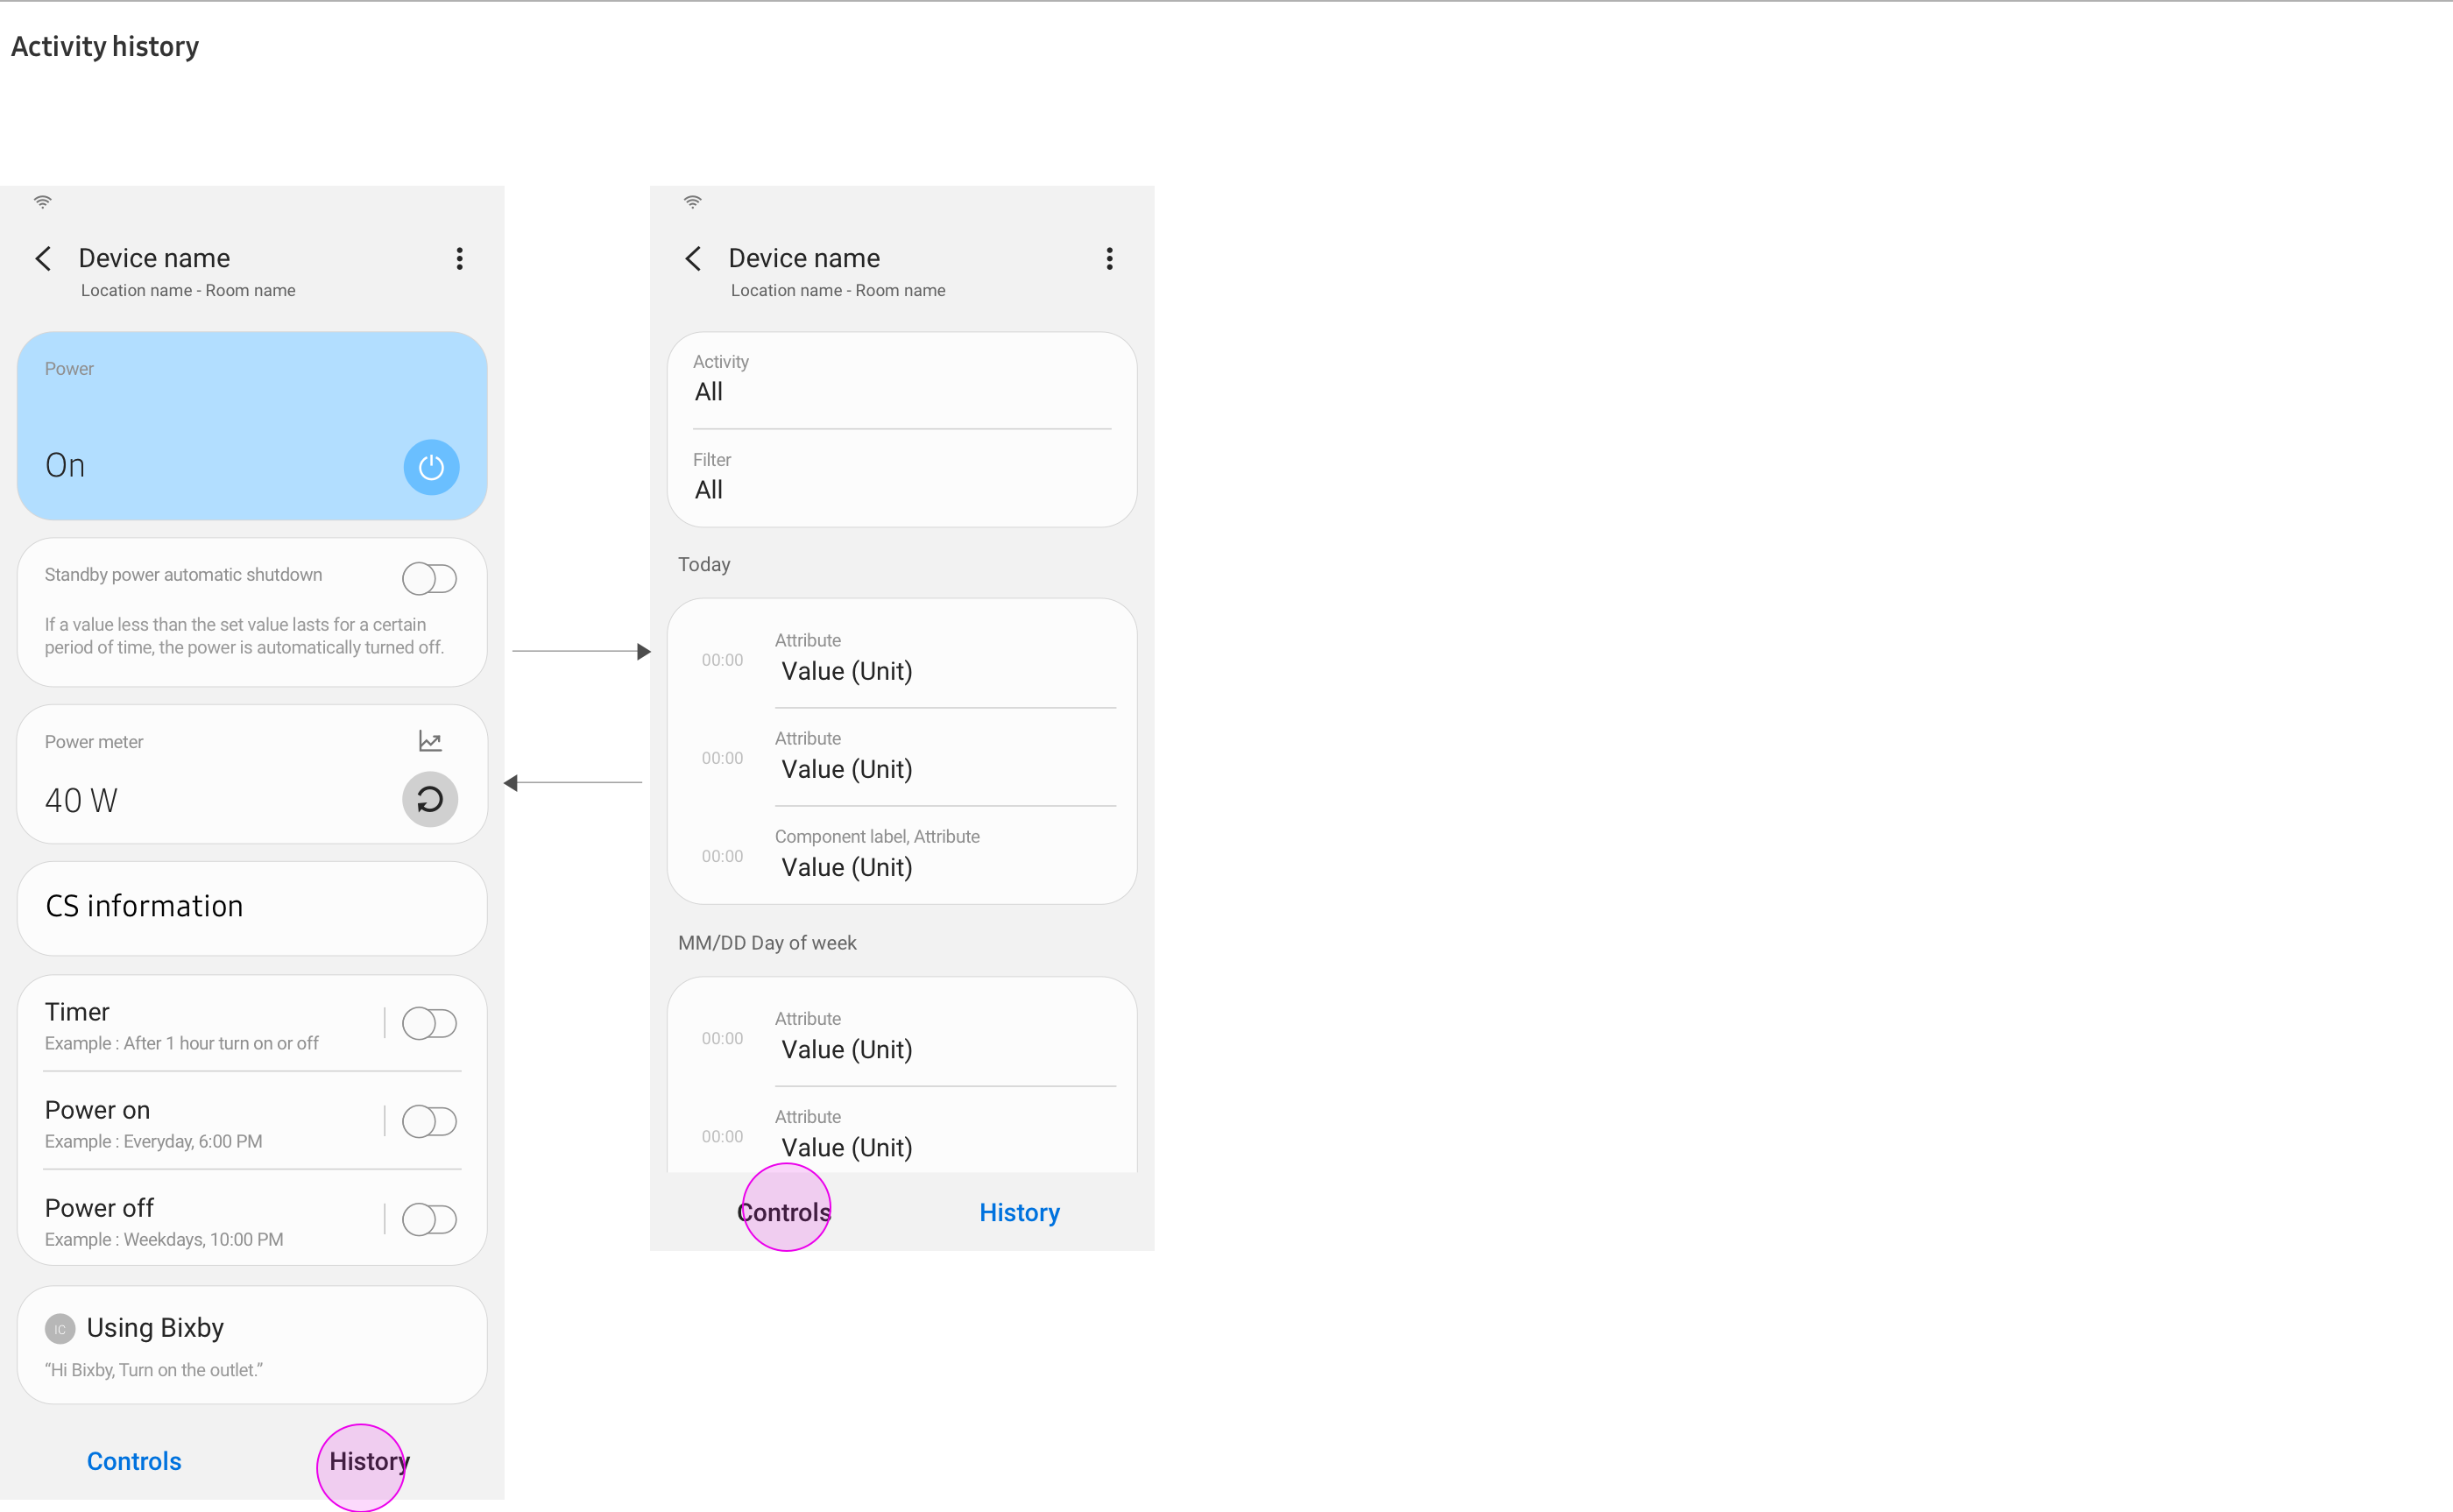 Activity history
Device name
Location name - Room name
Power
On
Standby power automatic shutdown
If a value less than the set value lasts for a certain
period of time, the power is automatically turned off.
Power meter
40 W
CS information
Timer
Example : After 1 hour turn on or off
Power on
Example : Everyday, 6:00 PM
Power off
Example : Weekdays, 10:00 PM
IC
Using Bixby
“Hi Bixby, Turn on the outlet.”
Controls
History
Device name
Location name - Room name
Activity
All
Filter
All
Today
Attribute
00:00
Value (Unit)
Attribute
00:00
Value (Unit)
Component label, Attribute
00:00
Value (Unit)
MM/DD Day of week
Attribute
00:00
Value (Unit)
Attribute
00:00
Value (Unit)
Controls
History